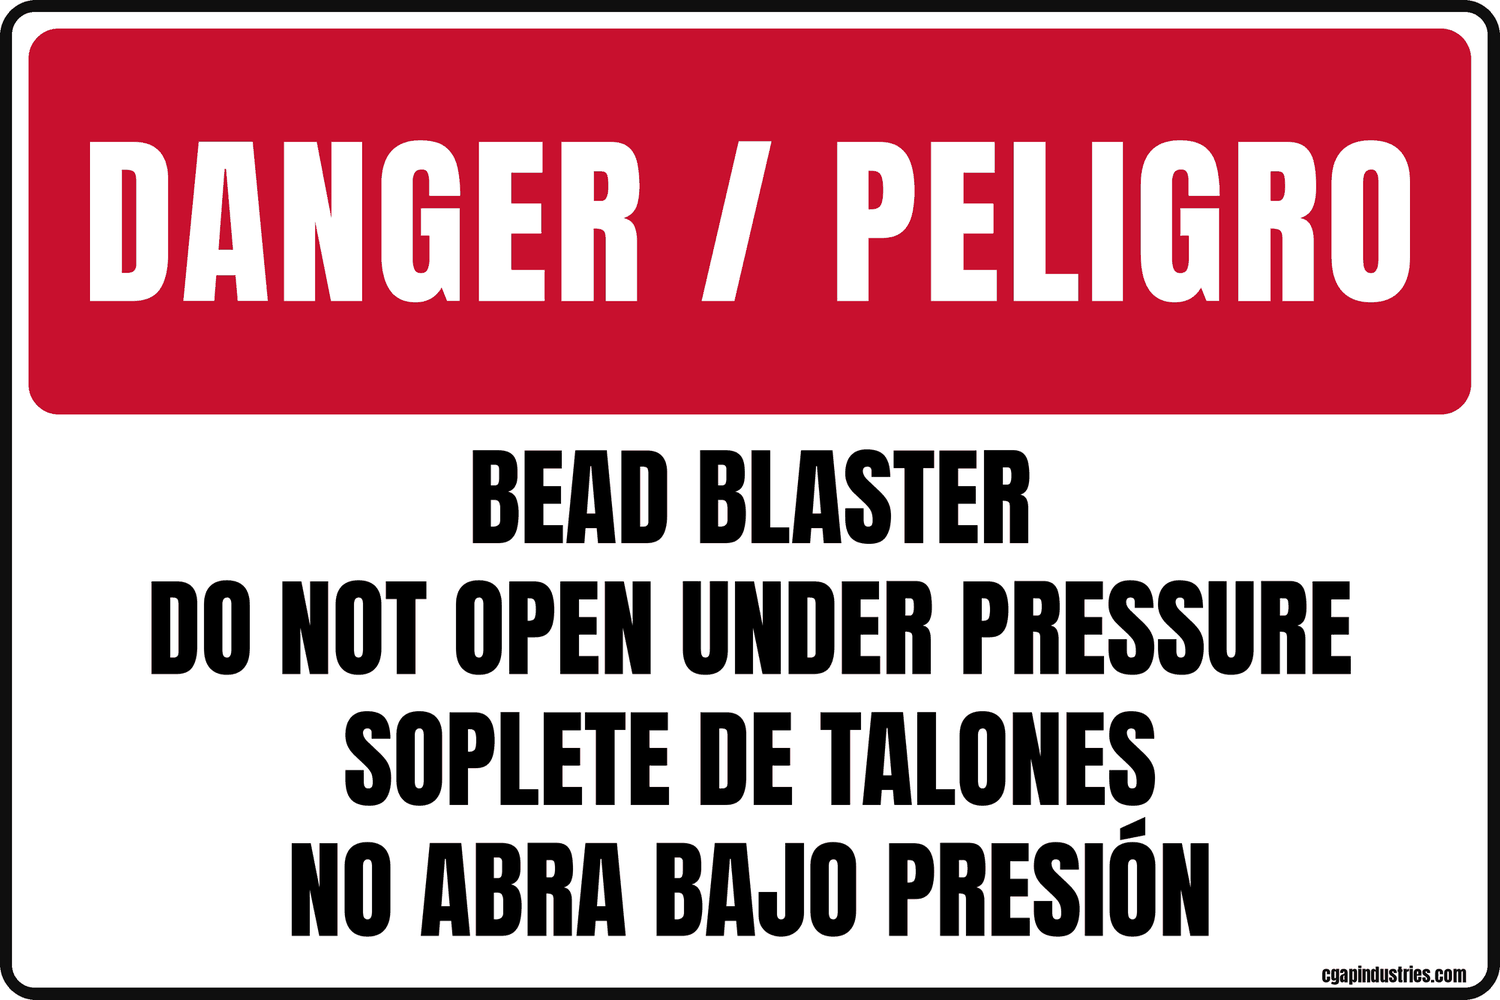 DANGER / PELIGRO
BEAD BLASTER
DO NOT OPEN UNDER PRESSURE
SOPLETE DE TALONES
NO ABRA BAJO PRESIÓN
cgapindustries.com